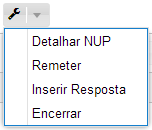 Detalhar NUP
Remeter
Inserir Resposta
Encerrar